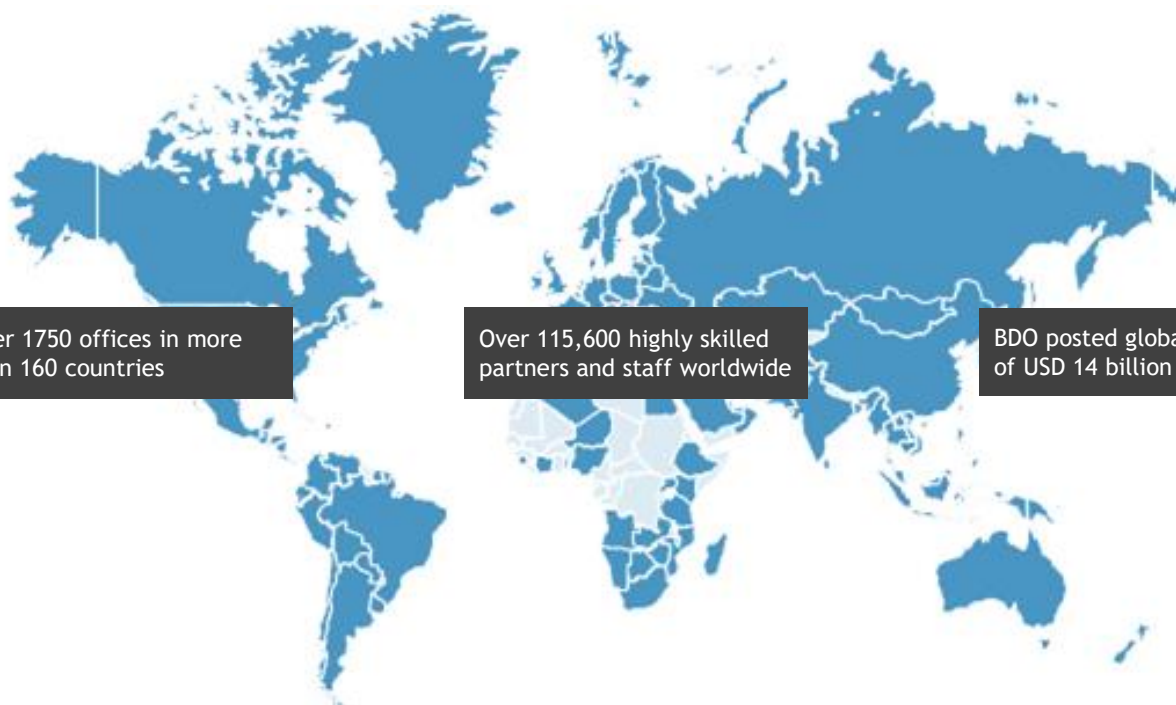 er 1750 offices in more
n 160 countries
Over 115,600 highly skilled
partners and staff worldwide
BDO posted globa
of USD 14 billion